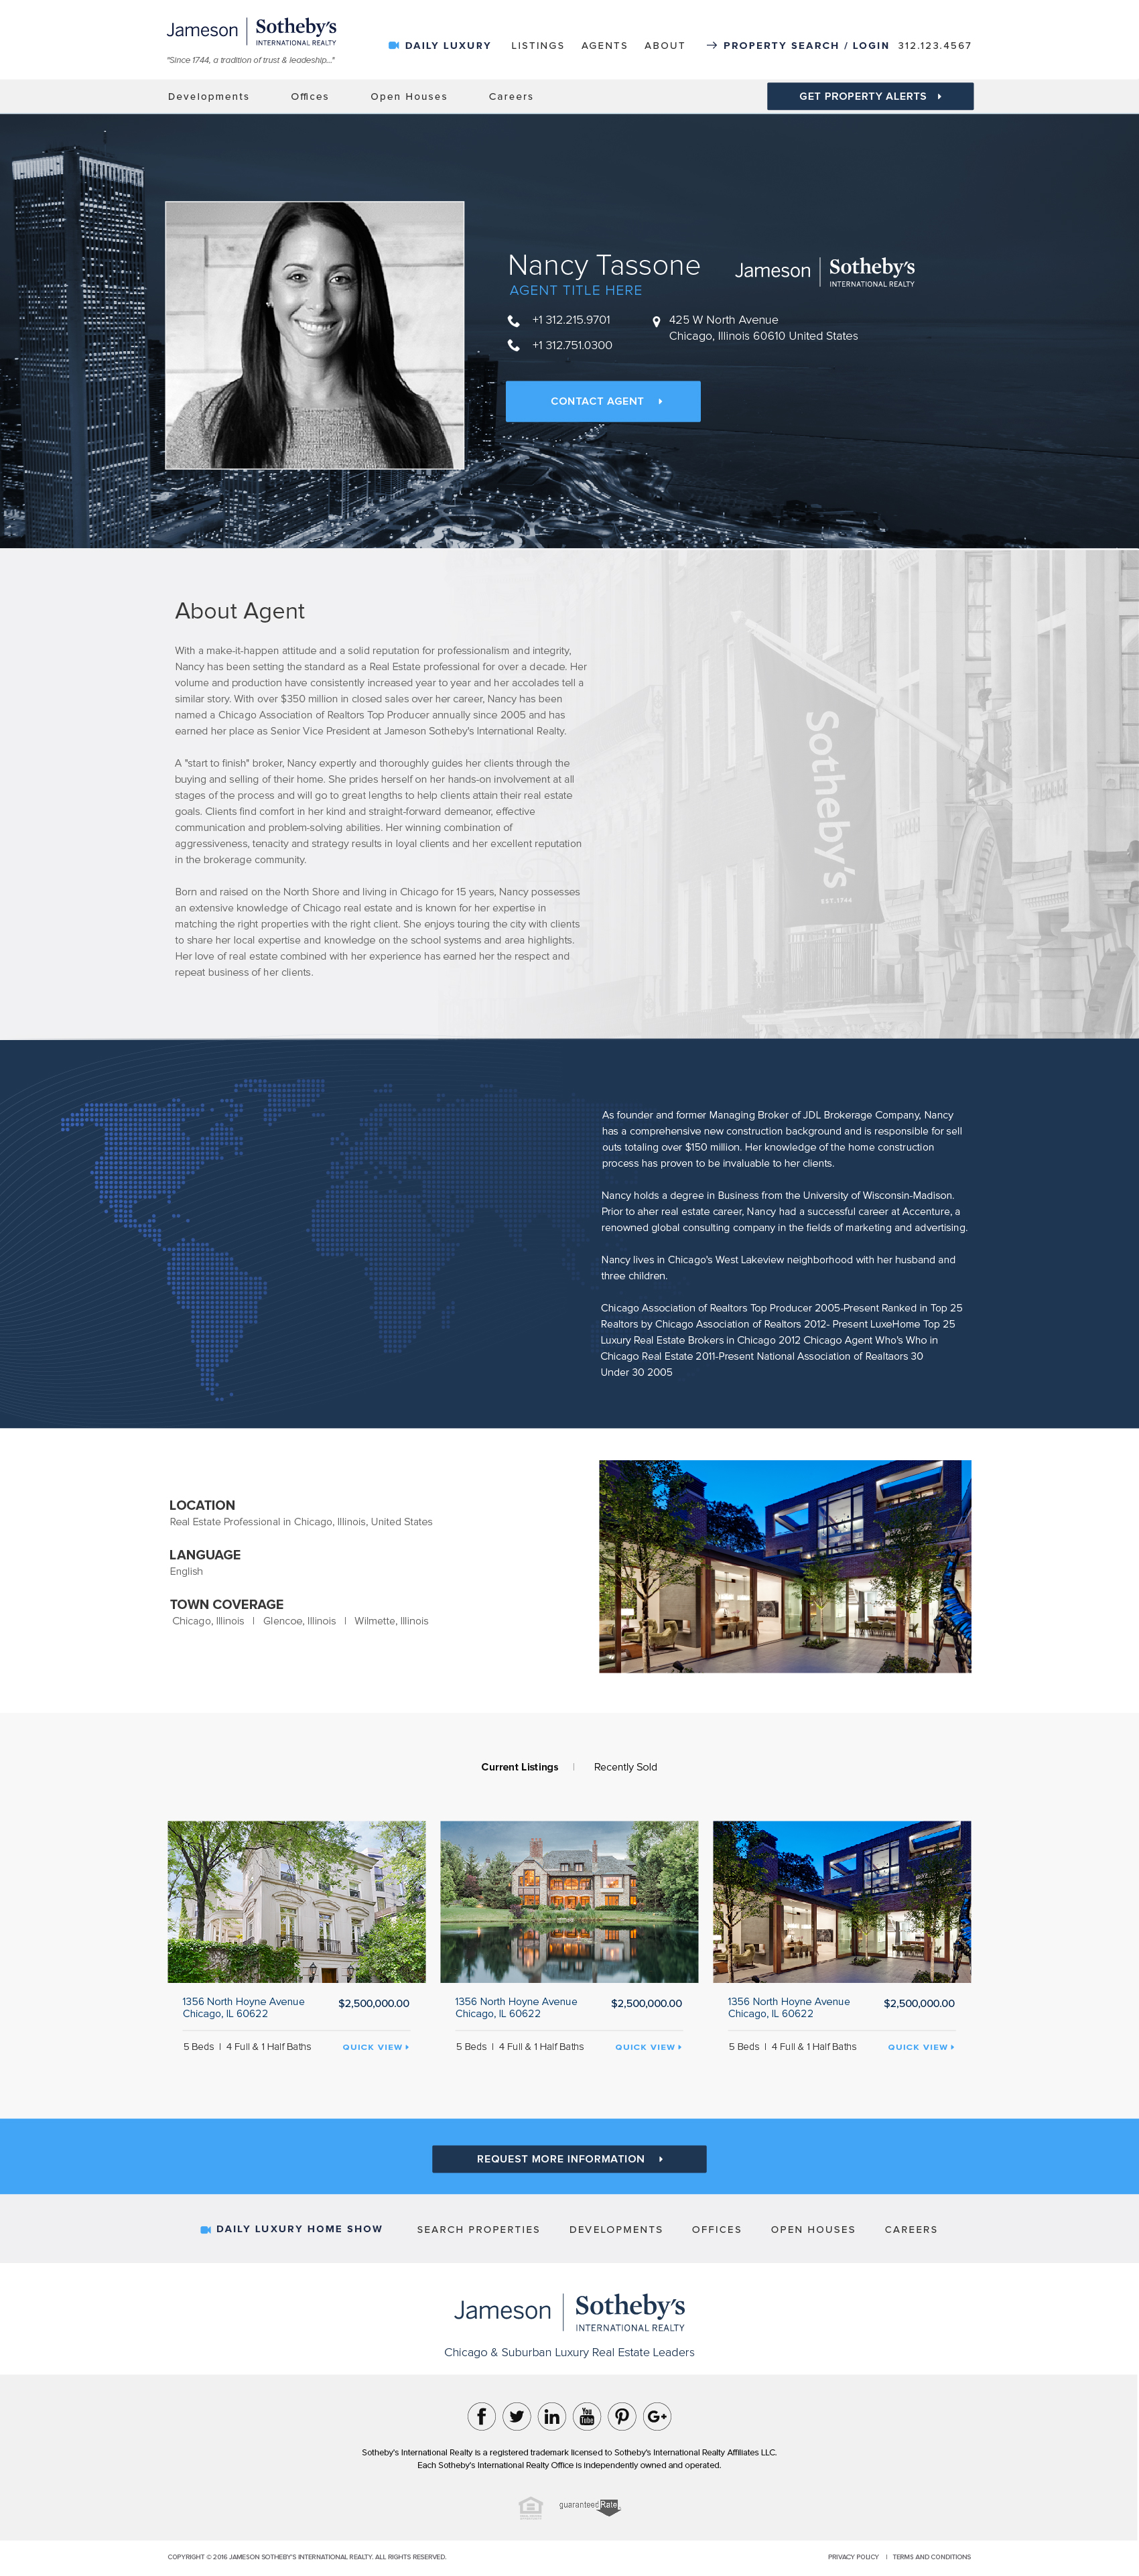 Jameson | Sotheby's
INTERNATIONAL REALTY
"Since 1744, a tradition of trust & leadeship..."
DAILY LUXURY LISTINGS AGENTS ABOUT PROPERTY SEARCH / LOGIN 312.123.4567
Developments Offices Open Houses Careers GET PROPERTY ALERTS
Nancy Tassone
AGENT TITLE HERE
Jameson | Sotheby's
INTERNATIONAL REALTY
+1 312.215.9701
+1 312.751.0300
425 W North Avenue
Chicago, Illinois 60610 United States
CONTACT AGENT
About Agent
With a make-it-happen attitude and a solid reputation for professionalism and integrity,
Nancy has been setting the standard as a Real Estate professional for over a decade. Her
volume and production have consistently increased year to year and her accolades tell a
similar story. With over $350 million in closed sales over her career, Nancy has been
named a Chicago Association of Realtors Top Producer annually since 2005 and has
earned her place as Senior Vice President at Jameson Sotheby's International Realty.
A "start to finish" broker, Nancy expertly and thoroughly guides her clients through the
buying and selling of their home. She prides herself on her hands-on involvement at all
stages of the process and will go to great lengths to help clients attain their real estate
goals. Clients find comfort in her kind and straight-forward demeanor, effective
communication and problem-solving abilities. Her winning combination of
aggressiveness, tenacity and strategy results in loyal clients and her excellent reputation
in the brokerage community.
Born and raised on the North Shore and living in Chicago for 15 years, Nancy possesses
an extensive knowledge of Chicago real estate and is known for her expertise in
matching the right properties with the right client. She enjoys touring the city with clients
to share her local expertise and knowledge on the school systems and area highlights.
Her love of real estate combined with her experience has earned her the respect and
repeat business of her clients.
Sotheby's
EST.1744
As founder and former Managing Broker of JDL Brokerage Company, Nancy
has a comprehensive new construction background and is responsible for sell
outs totaling over $150 million. Her knowledge of the home construction
process has proven to be invaluable to her clients.
Nancy holds a degree in Business from the University of Wisconsin-Madison.
Prior to aher real estate career, Nancy had a successful career at Accenture, a
renowned global consulting company in the fields of marketing and advertising.
Nancy lives in Chicago's West Lakeview neighborhood with her husband and
three children.
Chicago Association of Realtors Top Producer 2005-Present Ranked in Top 25
Realtors by Chicago Association of Realtors 2012- Present LuxeHome Top 25
Luxury Real Estate Brokers in Chicago 2012 Chicago Agent Who's Who in
Chicago Real Estate 2011-Present National Association of Realtaors 30
Under 30 2005
LOCATION
Real Estate Professional in Chicago, Illinois, United States
LANGUAGE
English
TOWN COVERAGE
Chicago, Illinois | Glencoe, Illinois | Wilmette, Illinois
Current Listings | Recently Sold
1356 North Hoyne Avenue
Chicago, IL 60622
$2,500,000.00
5 Beds | 4 Full & 1 Half Baths QUICK VIEW
1356 North Hoyne Avenue
Chicago, IL 60622
$2,500,000.00
5 Beds | 4 Full & 1 Half Baths QUICK VIEW
1356 North Hoyne Avenue
Chicago, IL 60622
$2,500,000.00
5 Beds | 4 Full & 1 Half Baths QUICK VIEW
REQUEST MORE INFORMATION
DAILY LUXURY HOME SHOW SEARCH PROPERTIES DEVELOPMENTS OFFICES OPEN HOUSES CAREERS
Jameson | Sotheby's
INTERNATIONAL REALTY
Chicago & Suburban Luxury Real Estate Leaders
f in You Tube G+
Sotheby's International Realty is a registered trademark licensed to Sotheby's International Realty Affiliates LLC.
Each Sotheby's International Realty Office is independently owned and operated.
guaranteed Rate
COPYRIGHT © 2016 JAMESON SOTHEBY'S INTERNATIONAL REALTY. ALL RIGHTS RESERVED. PRIVACY POLICY | TERMS AND CONDITIONS